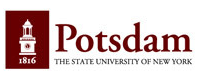 Potsdam
THE STATE UNIVERSITY OF NEW YORK
1816